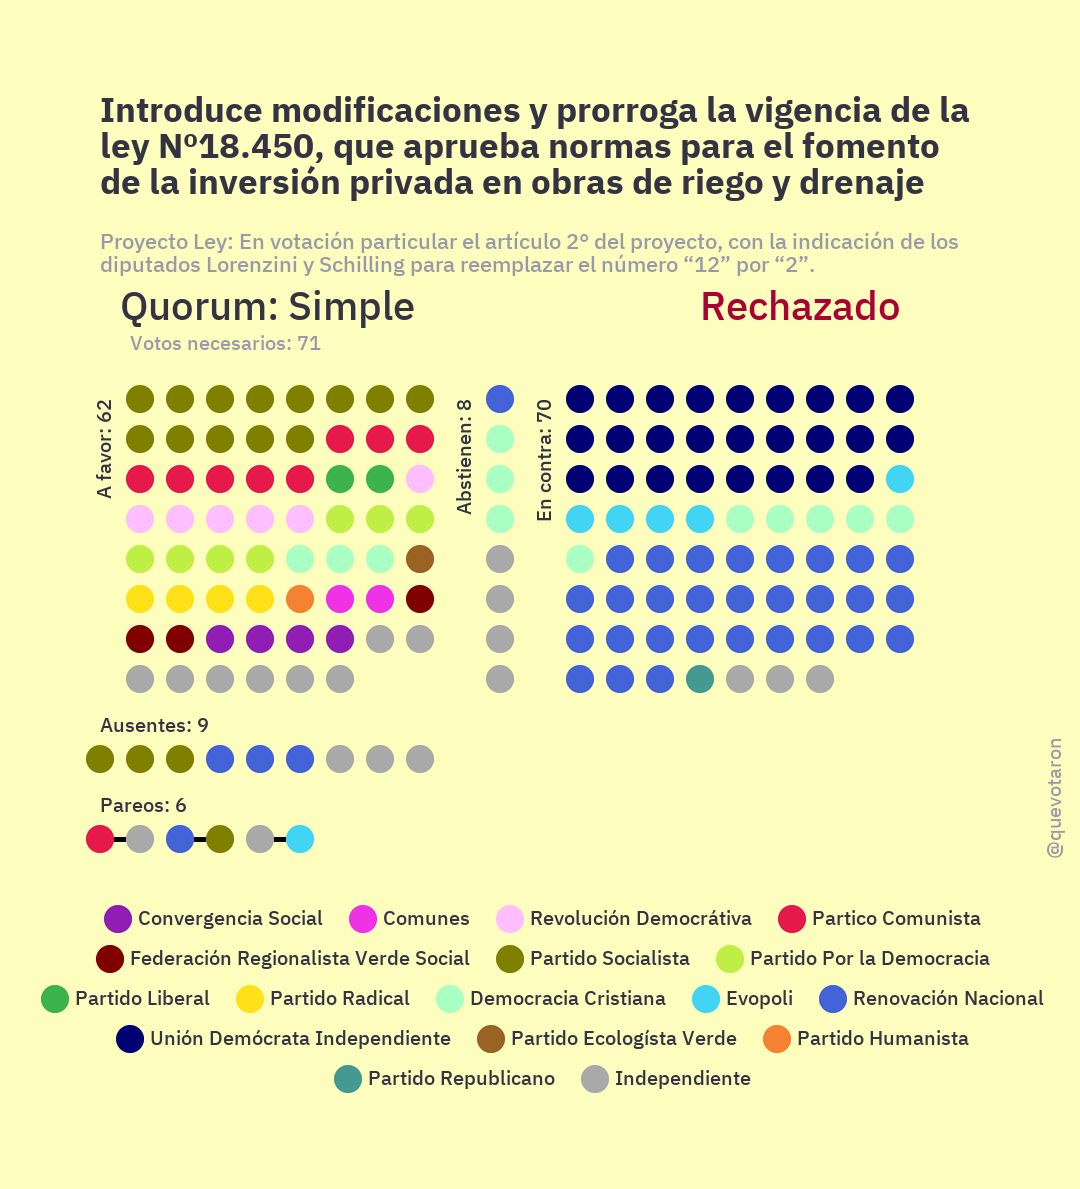 Introduce modificaciones y prorroga la vigencia de la
ley Nº18.450, que aprueba normas para el fomento
de la inversión privada en obras de riego y drenaje
Proyecto Ley: En votación particular el artículo 2° del proyecto, con la indicación de los
diputados Lorenzini y Schilling para reemplazar el número “12” por “2”.
Quorum: Simple
Rechazado
Votos necesarios: 71
A favor: 62
Abstienen: 8
En contra: 70
Ausentes: 9
Pareos: 6
@quevotaron
Convergencia Social
Comunes
Revolución Demócrátiva
Partico Comunista
Federación Regionalista Verde Social
Partido Socialista
Partido Por la Democracia
Partido Liberal
Partido Radical
Democracia Cristiana
Evopoli
Renovación Nacional
Unión Demócrata Independiente
Partido Ecologísta Verde
Partido Humanista
Partido Republicano
Independiente